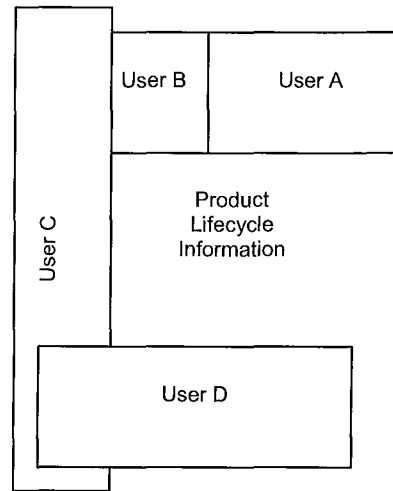 User B
User A
Product
Lifecycle
Information
User C
User D